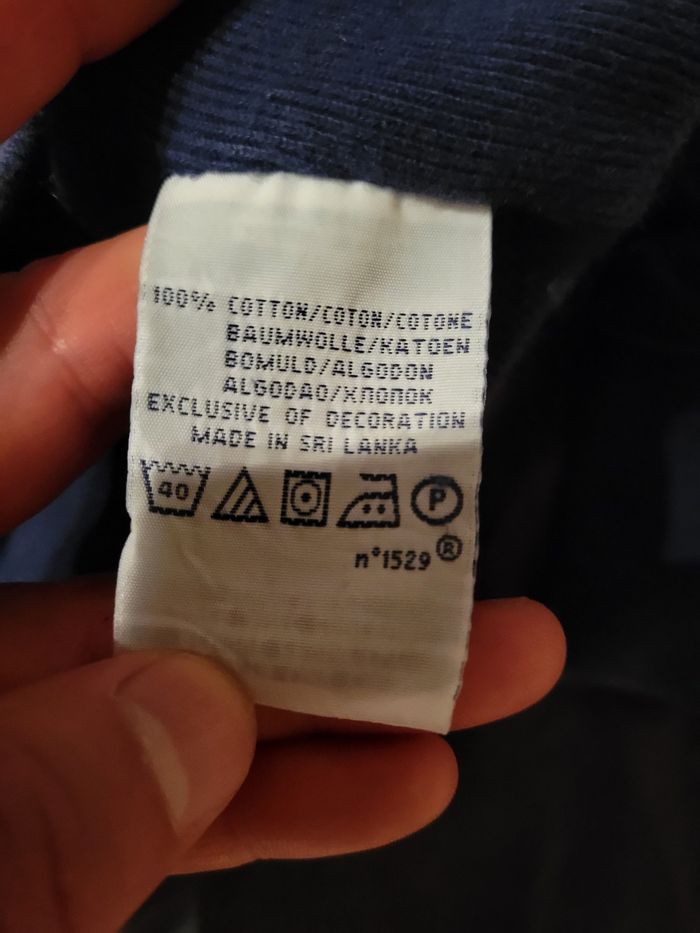 100% COTTON/COTON/COTONE
BAUMWOLLE/KATOEN
BOMULD/ALGODON
ALGODAO/ХЛОПОК
EXCLUSIVE OF DECORATION
MADE IN SRI LANKA
40
P
n°1529®